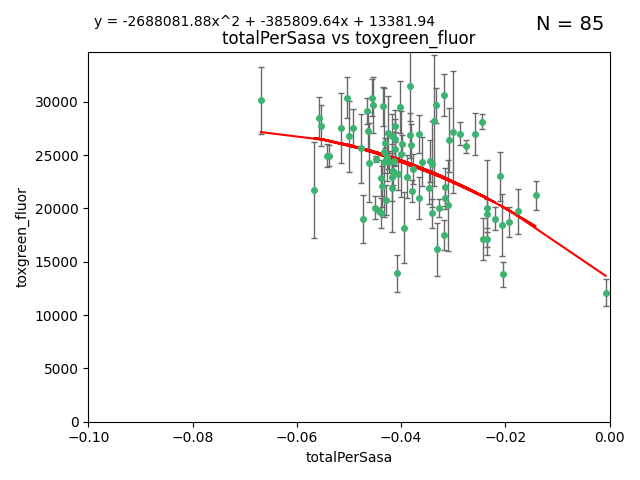 y = -2688081.88x^2 + -385809.64x + 13381.94
N = 85
totalPerSasa vs toxgreen_fluor
toxgreen_fluor
30000
25000
20000
15000
10000
5000
0
−0.10 −0.08 −0.06 −0.04 −0.02 0.00
totalPerSasa